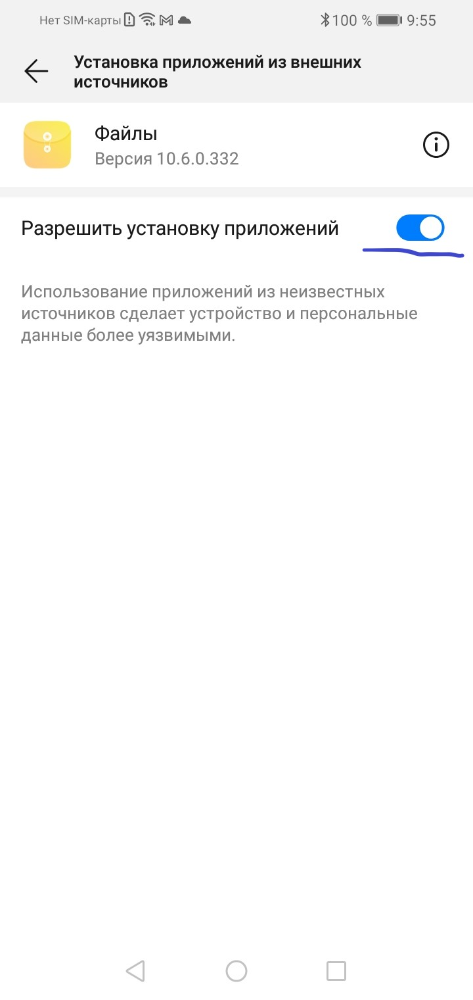 Нет SIM-карты 100 % 9:55
Установка приложений из внешних
источников
Файлы
Версия 10.6.0.332
Разрешить установку приложений
Использование приложений из неизвестных
источников сделает устройство и персональные
данные более уязвимыми.